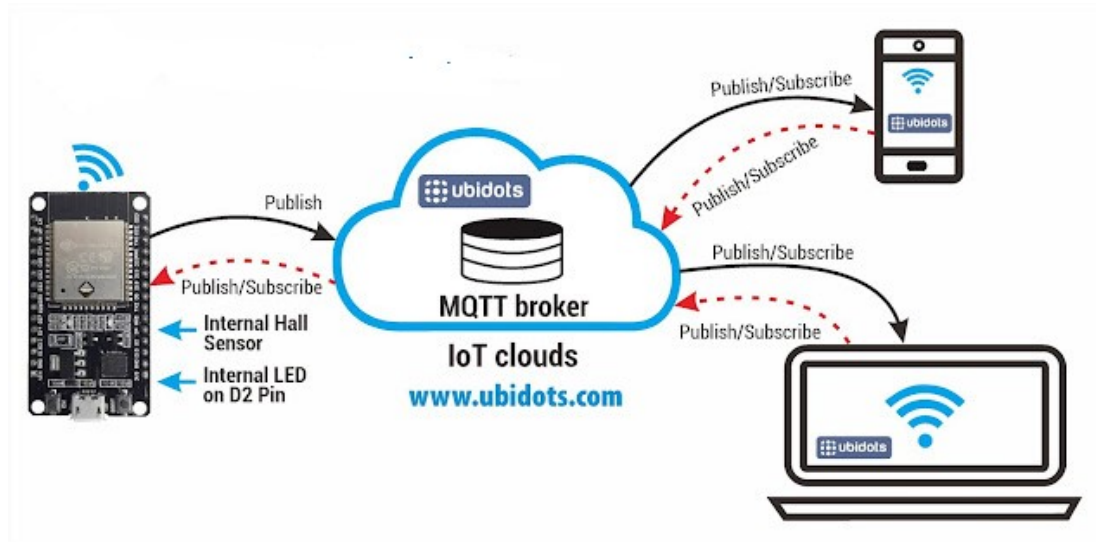 Publish/Subscribe
ubidots
Publish/Subscribe
ubidots
Publish
Publish/Subscribe
MQTT broker
Internal Hall
Sensor
Internal LED
on D2 Pin
IoT clouds
www.ubidots.com
Publish/Subscribe
Publish/Subscribe
ubidots